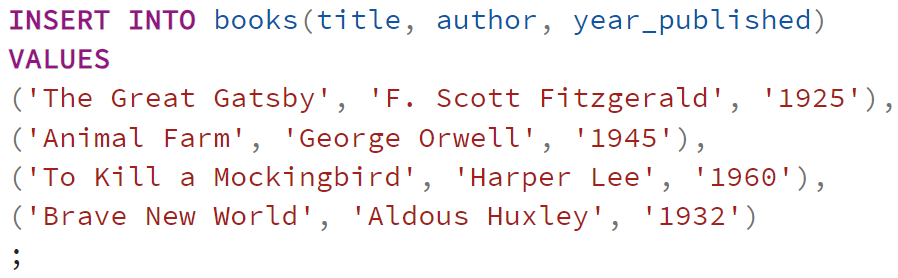 INSERT INTO books(title, author, year_published)
VALUES
('The Great Gatsby', 'F. Scott Fitzgerald', '1925'),
('Animal Farm', 'George Orwell', '1945'),
('To Kill a Mockingbird', 'Harper Lee', '1960'),
('Brave New World', 'Aldous Huxley', '1932')
;